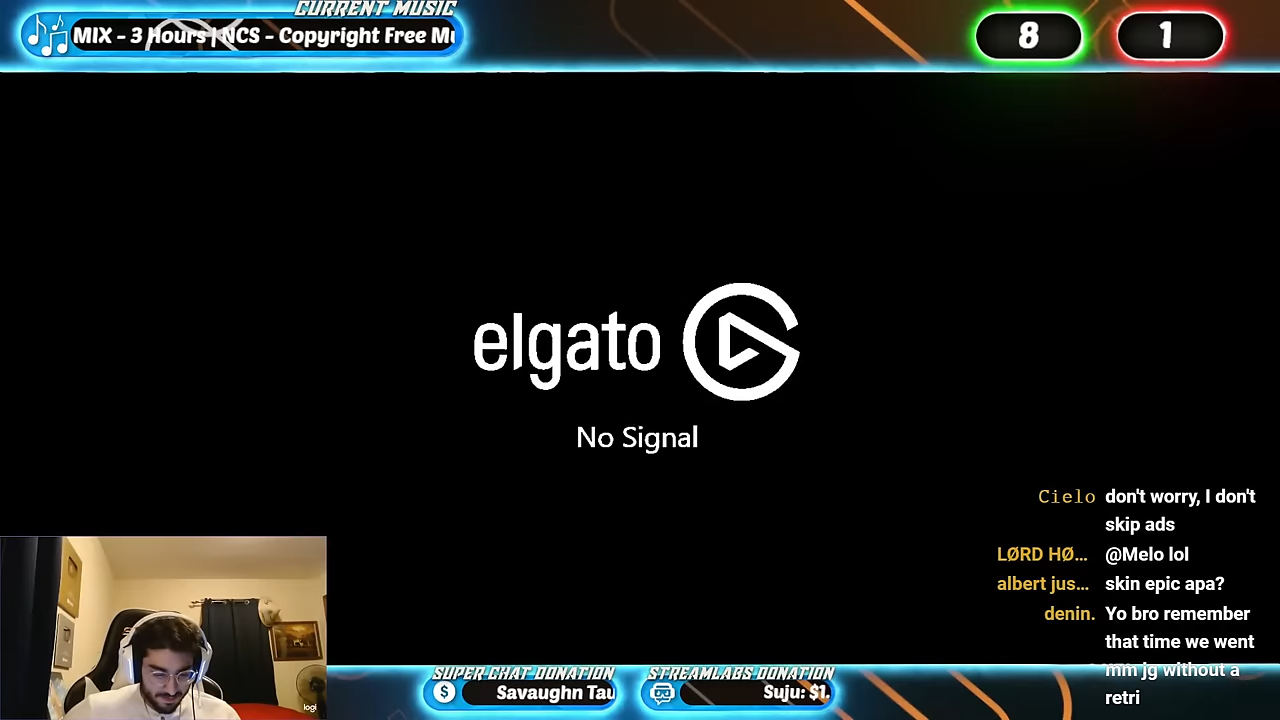 CURRENT MUSIC
MIX - 3 Hours | NCS - Copyright Free Mu
8
1
elgato
No Signal
Cielo don't worry, I don't
skip ads
LØRD HØ... @Melo lol
albert jus... skin epic apa?
denin. Yo bro remember
that time we went
mm jg without a
retri
SUPER CHAT DONATION
Savaughn Tau
STREAMLABS DONATION
Suju: $1.
logi